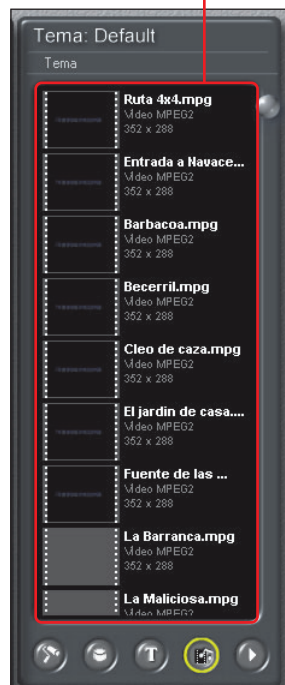 Tema: Default
Tema
Ruta 4x4.mpg
Video MPEG2
352 x 288
Entrada a Navace...
Video MPEG2
352 x 288
Barbacoa.mpg
Video MPEG2
352 x 288
Becerril.mpg
Video MPEG2
352 x 288
Cleo de caza.mpg
Video MPEG2
352 x 288
El jardin de casa....
Video MPEG2
352 x 288
Fuente de las ...
Video MPEG2
352 x 288
La Barranca.mpg
Video MPEG2
352 x 288
La Maliciosa.mpg
Video MPEG2
T